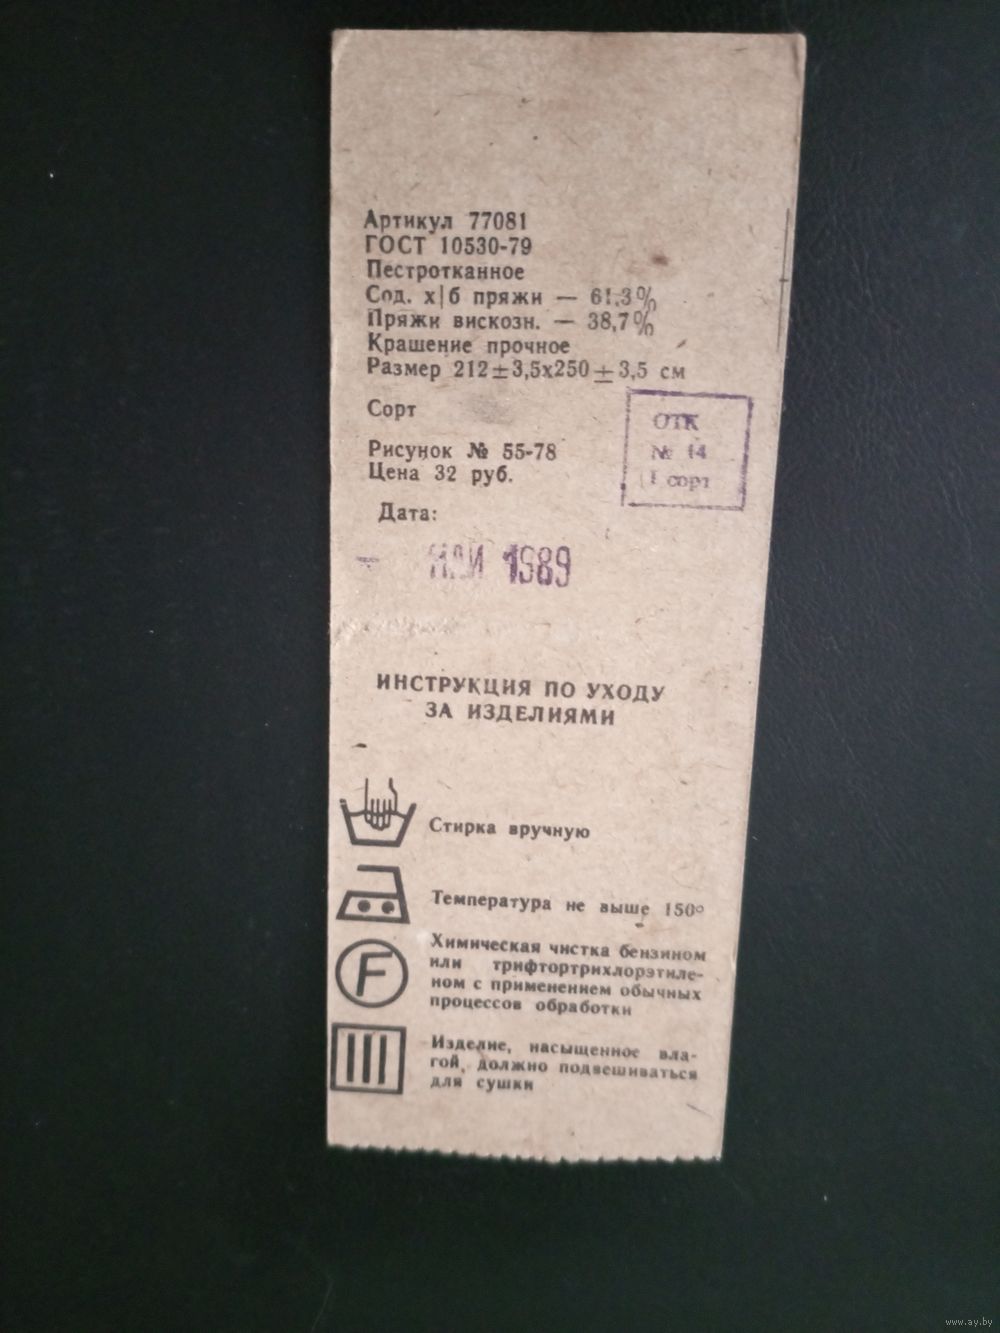 Артикул 77081
ГОСТ 10530-79
Пестротканное
Сод. х|б пряжи — 61,3%
Пряжи вискозн. — 38,7%
Крашение прочное
Размер 212±3,5х250±3,5 см
Сорт
ОТК
№ 14
I сорт
Рисунок № 55-78
Цена 32 руб.
Дата:
МАЙ 1989
ИНСТРУКЦИЯ ПО УХОДУ
ЗА ИЗДЕЛИЯМИ
Стирка вручную
Температура не выше 150°
F
Химическая чистка бензином
или трифтортрихлорэтиле-
ном с применением обычных
процессов обработки
Изделие, насыщенное вла-
гой, должно подвешиваться
для сушки
www.ay.by